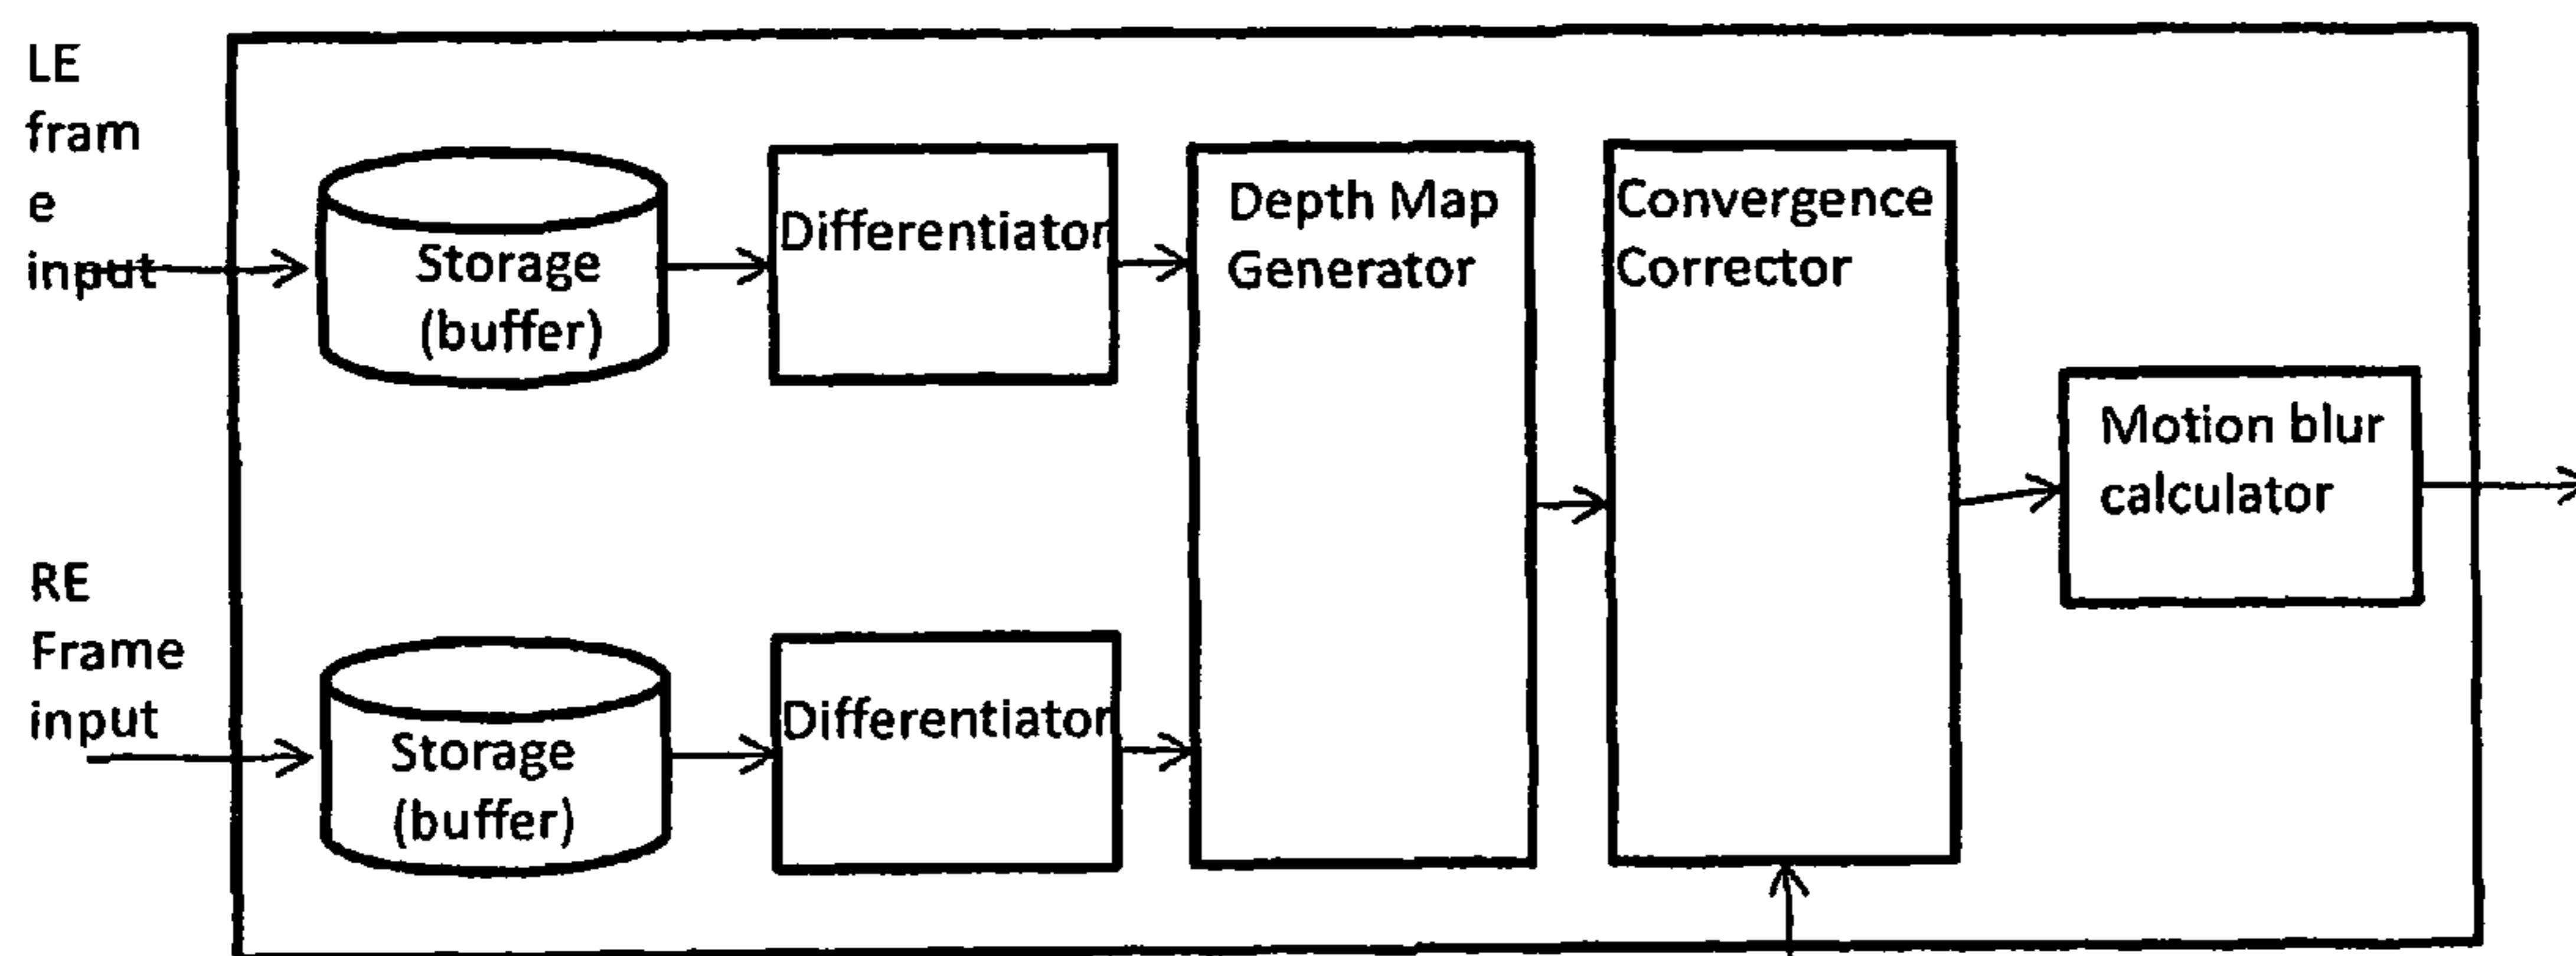 LE
fram
e
input
Storage
(buffer)
Differentiator
Depth Map
Generator
Convergence
Corrector
Motion blur
calculator
RE
Frame
input
Storage
(buffer)
Differentiator